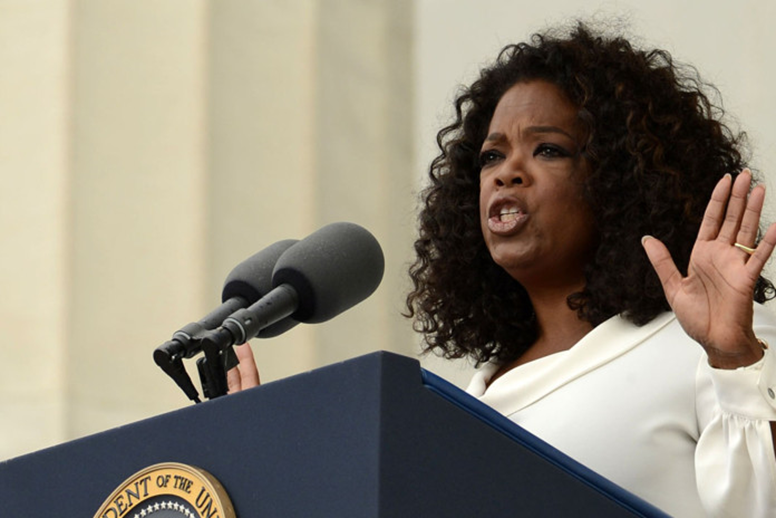 DENT OF THE UN